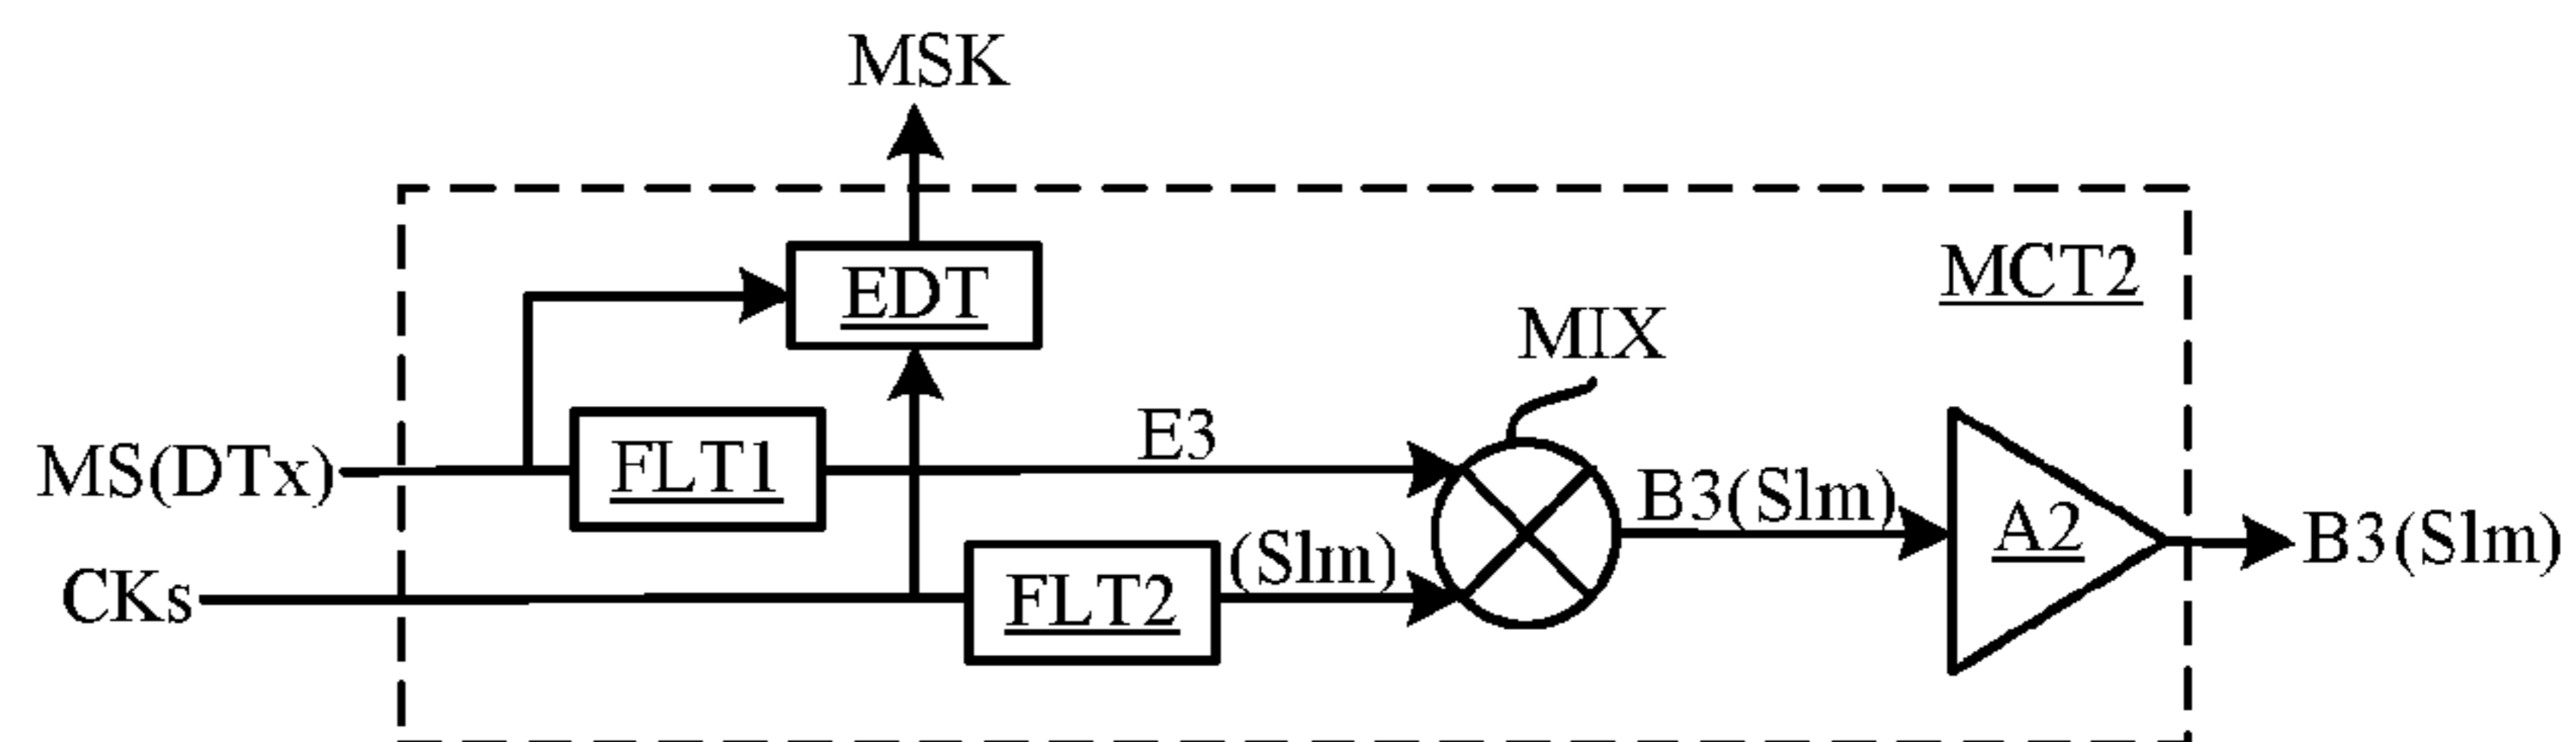 MSK
EDT
MCT2
MIX
MS(DTx)
FLT1
E3
B3(Slm)
A2
B3(Slm)
CKs
FLT2
(Slm)